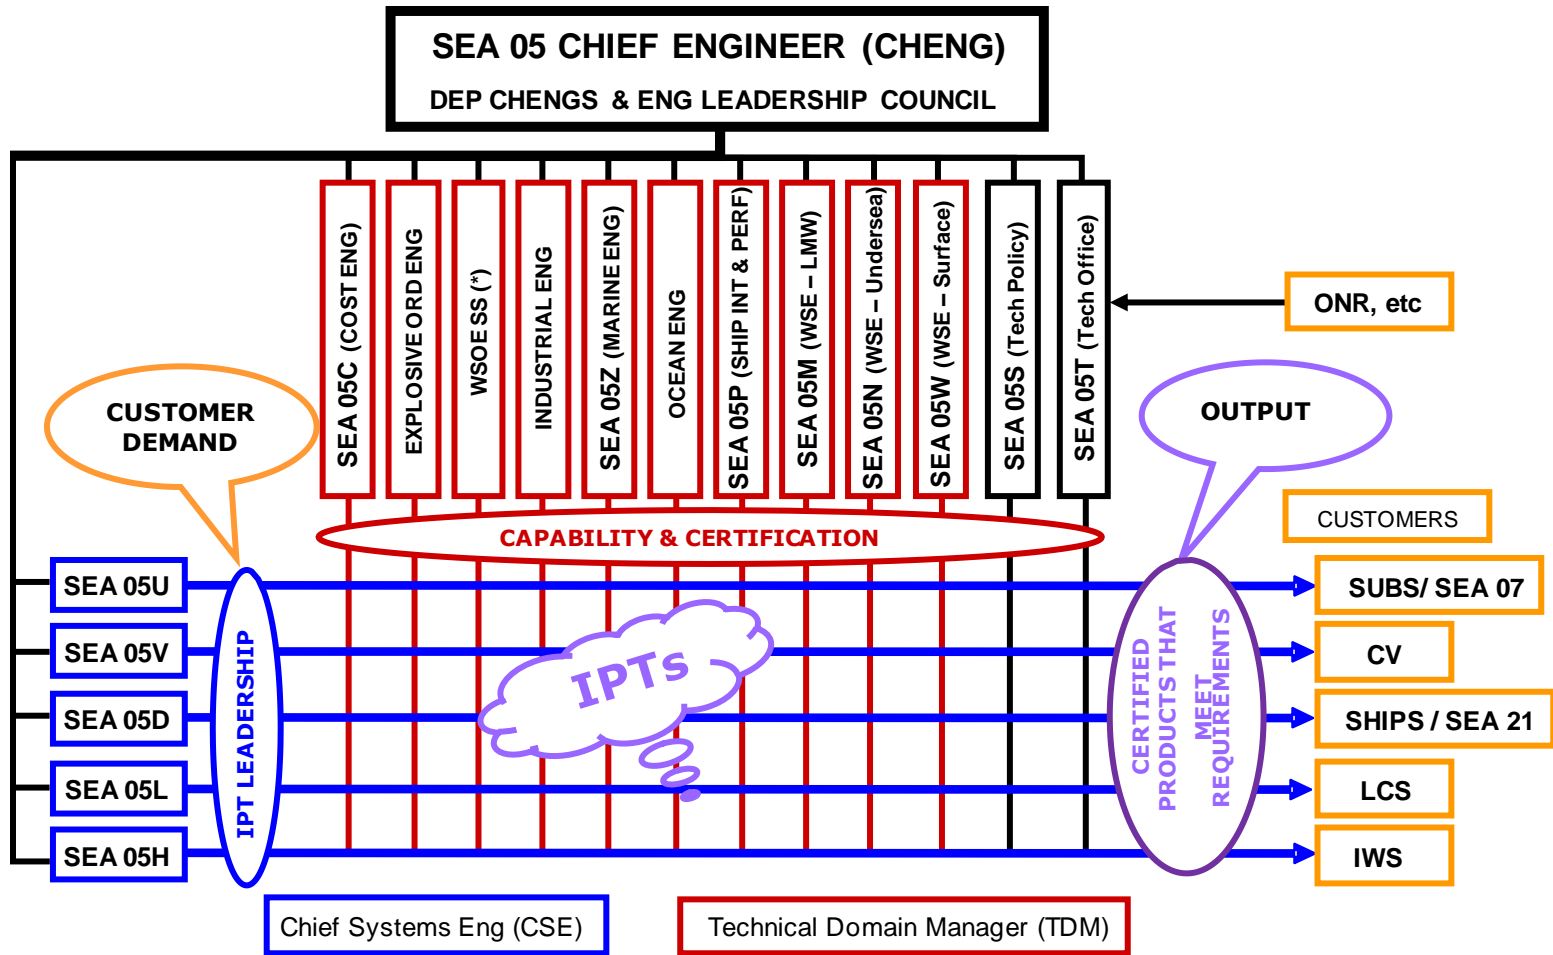 SEA 05 CHIEF ENGINEER (CHENG)
DEP CHENGS & ENG LEADERSHIP COUNCIL
SEA 05C (COST ENG)
EXPLOSIVE ORD ENG
WSOE SS (*)
INDUSTRIAL ENG
SEA 05Z (MARINE ENG)
OCEAN ENG
SEA 05P (SHIP INT & PERF)
SEA 05M (WSE – LMW)
SEA 05N (WSE – Undersea)
SEA 05W (WSE – Surface)
SEA 05S (Tech Policy)
SEA 05T (Tech Office)
ONR, etc
CUSTOMER
DEMAND
OUTPUT
CAPABILITY & CERTIFICATION
CUSTOMERS
SEA 05U
SEA 05V
SEA 05D
SEA 05L
SEA 05H
IPT LEADERSHIP
IPTs
CERTIFIED
PRODUCTS THAT
MEET
REQUIREMENTS
SUBS/ SEA 07
CV
SHIPS / SEA 21
LCS
IWS
Chief Systems Eng (CSE)
Technical Domain Manager (TDM)